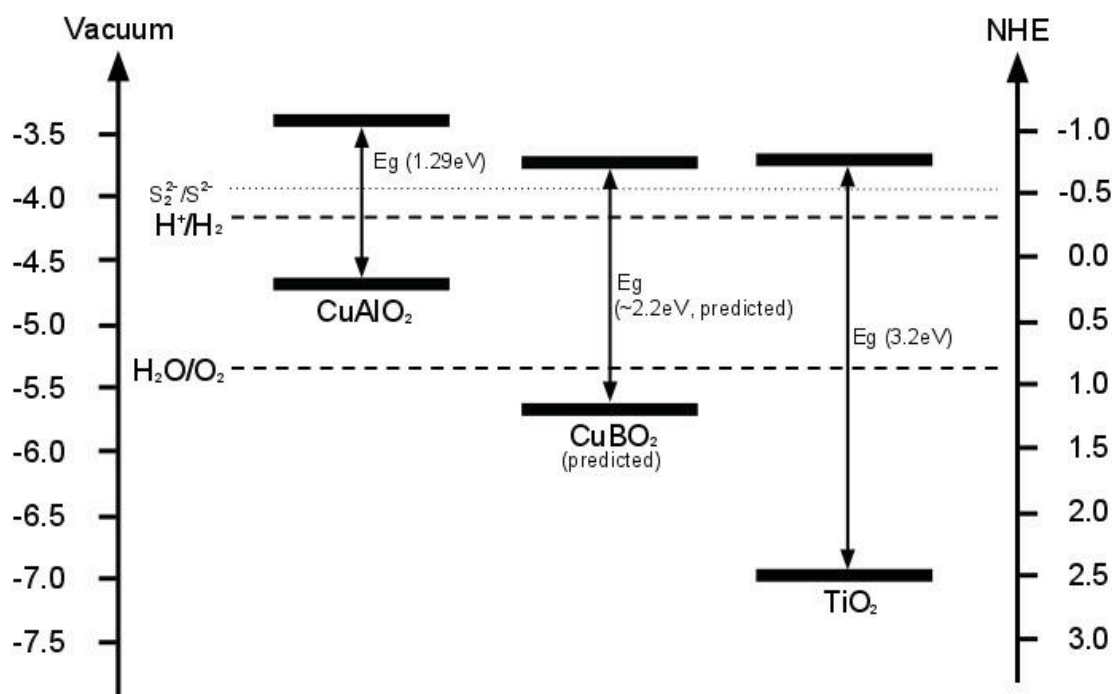 Vacuum
NHE
-3.5
-4.0
-4.5
-5.0
-5.5
-6.0
-6.5
-7.0
-7.5
S₂²⁻/S²⁻
H⁺/H₂
H₂O/O₂
Eg (1.29eV)
CuAlO₂
Eg
(~2.2eV, predicted)
CuBO₂
(predicted)
Eg (3.2eV)
TiO₂
-1.0
-0.5
0.0
0.5
1.0
1.5
2.0
2.5
3.0